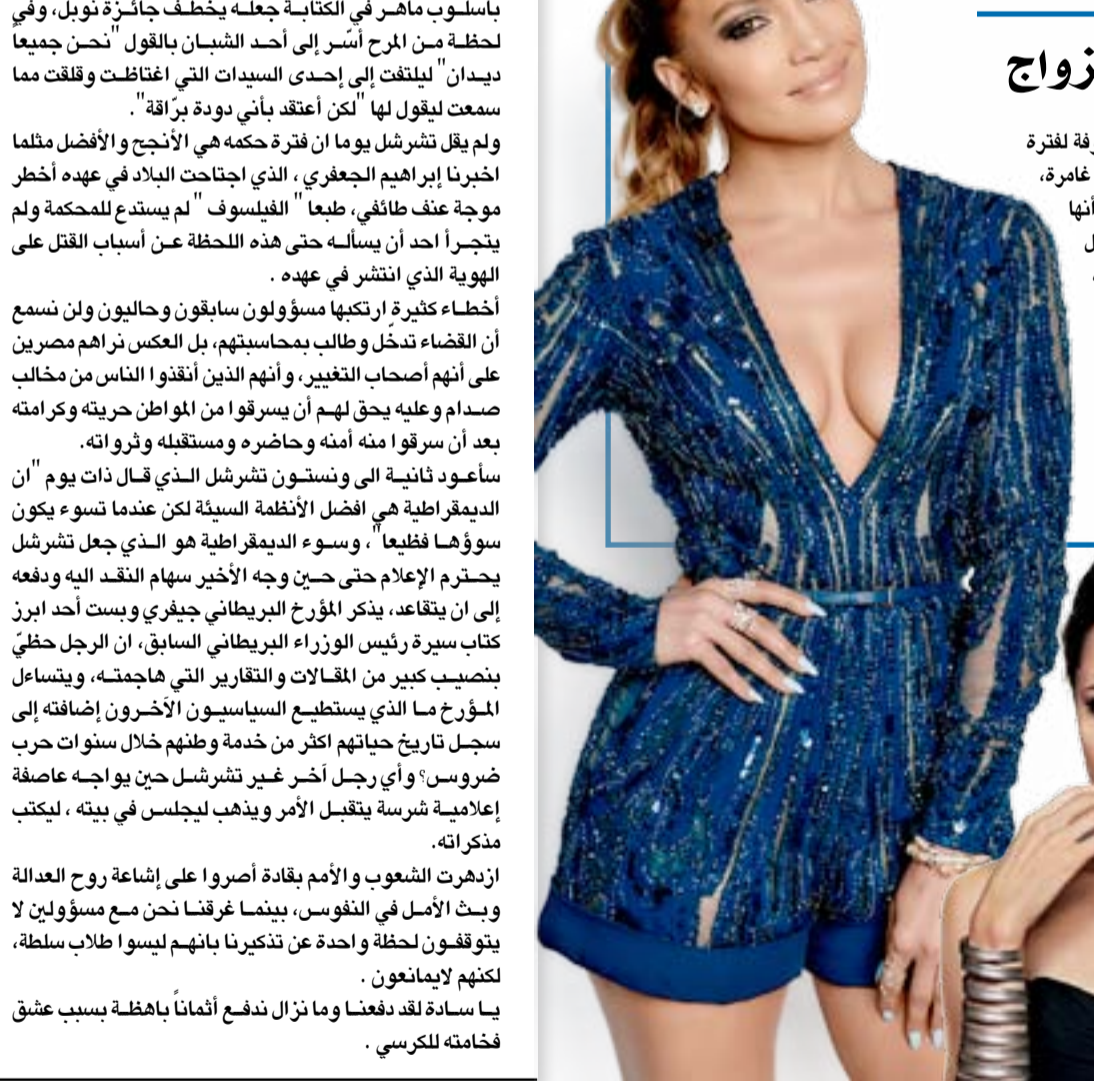 بأسلوب ماهر في الكتابة جعله يخطف جائزة نوبل، وفي
لحظة من المرح أسّر إلى أحد الشبان بالقول "نحن جميعاً
ديدان" ليلتفت إلى إحدى السيدات التي اغتاظت وقلقت مما
سمعت ليقول لها "لكن أعتقد بأني دودة برّاقة".
ولم يقل تشرشل يوما ان فترة حكمه هي الأنجح والأفضل مثلما
اخبرنا إبراهيم الجعفري ، الذي اجتاحت البلاد في عهده أخطر
موجة عنف طائفي، طبعا " الفيلسوف " لم يستدع للمحكمة ولم
يتجرأ احد أن يسأله حتى هذه اللحظة عن أسباب القتل على
الهوية الذي انتشر في عهده .
أخطاء كثيرة ارتكبها مسؤولون سابقون وحاليون ولن نسمع
أن القضاء تدخّل وطالب بمحاسبتهم، بل العكس نراهم مصرين
على أنهم أصحاب التغيير، وأنهم الذين أنقذوا الناس من مخالب
صدام وعليه يحق لهم أن يسرقوا من المواطن حريته وكرامته
بعد أن سرقوا منه أمنه وحاضره ومستقبله وثرواته.
سأعود ثانية الى ونستون تشرشل الذي قال ذات يوم "ان
الديمقراطية هي افضل الأنظمة السيئة لكن عندما تسوء يكون
سوؤها فظيعا"، وسوء الديمقراطية هو الذي جعل تشرشل
يحترم الإعلام حتى حين وجه الأخير سهام النقد اليه ودفعه
إلى ان يتقاعد، يذكر المؤرخ البريطاني جيفري وبست أحد ابرز
كتاب سيرة رئيس الوزراء البريطاني السابق، ان الرجل حظيّ
بنصيب كبير من المقالات والتقارير التي هاجمته، ويتساءل
المؤرخ ما الذي يستطيع السياسيون الآخرون إضافته إلى
سجل تاريخ حياتهم اكثر من خدمة وطنهم خلال سنوات حرب
ضروس؟ وأي رجل آخر غير تشرشل حين يواجه عاصفة
إعلامية شرسة يتقبل الأمر ويذهب ليجلس في بيته ، ليكتب
مذكراته.
ازدهرت الشعوب والأمم بقادة أصروا على إشاعة روح العدالة
وبث الأمل في النفوس، بينما غرقنا نحن مع مسؤولين لا
يتوقفون لحظة واحدة عن تذكيرنا بانهم ليسوا طلاب سلطة،
لكنهم لايمانعون .
يا سادة لقد دفعنا وما نزال ندفع أثماناً باهظة بسبب عشق
فخامته للكرسي .
زواج
لفترة
غامرة،
أنها